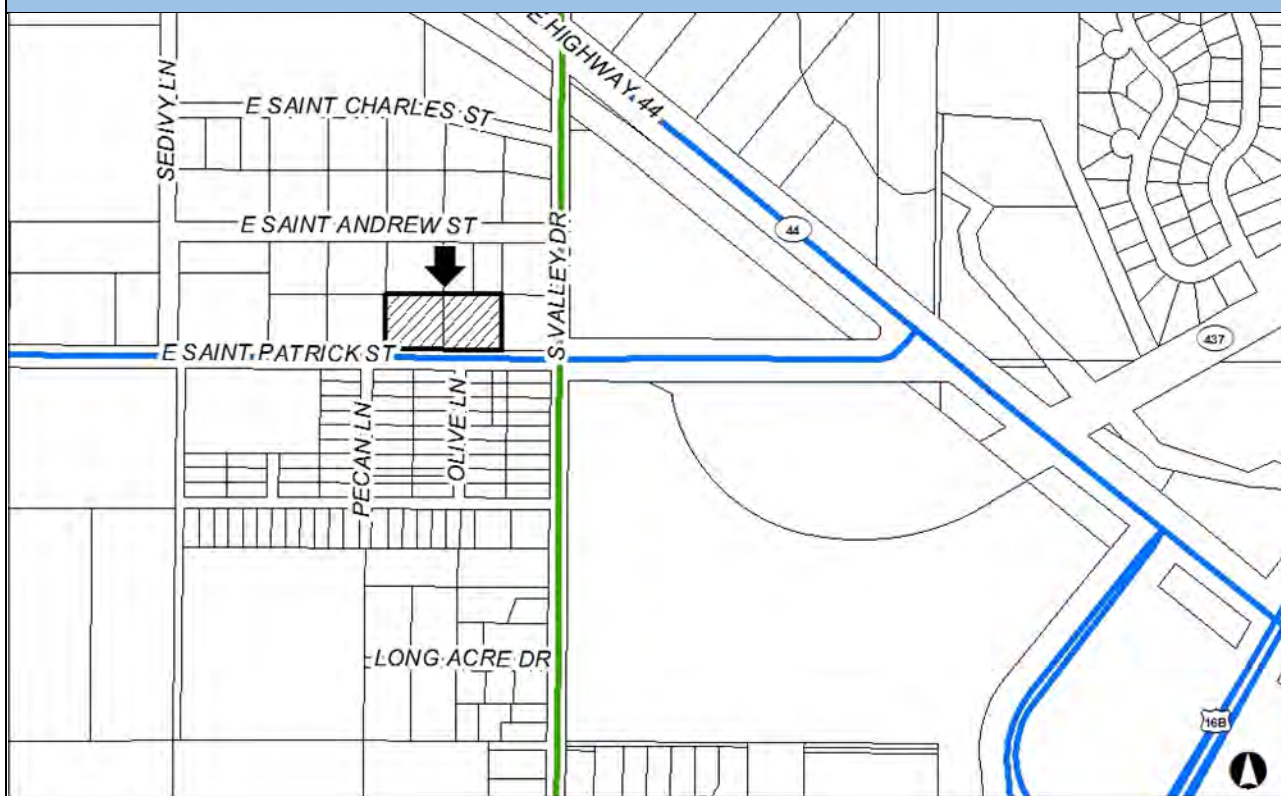 E HIGHWAY 44
SEDIVY LN
E SAINT CHARLES ST
E SAINT ANDREW ST
S VALLEY DR
44
437
E SAINT PATRICK ST
PECAN LN
OLIVE LN
LONG ACRE DR
16B